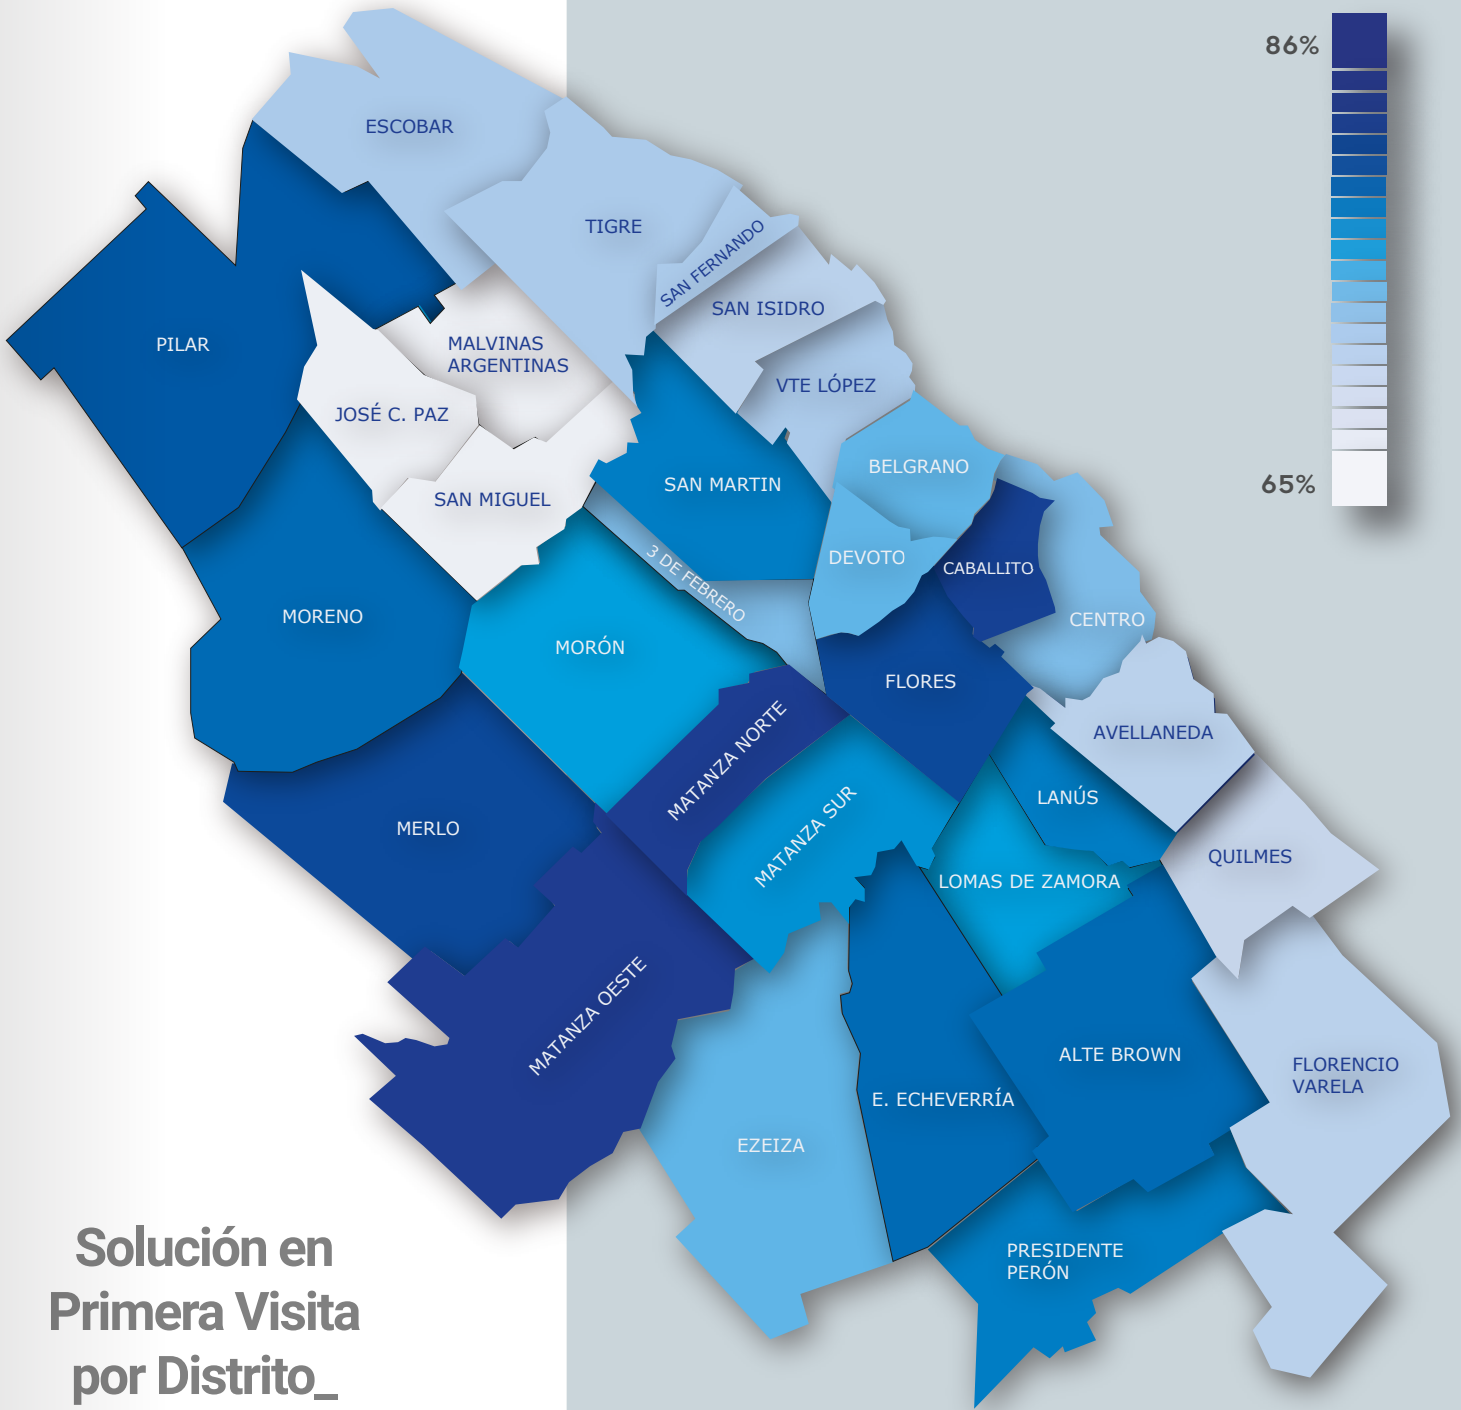 86%
ESCOBAR
TIGRE
SAN FERNANDO
SAN ISIDRO
PILAR
MALVINAS
ARGENTINAS
VTE LÓPEZ
JOSÉ C. PAZ
BELGRANO
SAN MARTIN
65%
SAN MIGUEL
DEVOTO
CABALLITO
3 DE FEBRERO
MORENO
CENTRO
MORÓN
FLORES
AVELLANEDA
MATANZA NORTE
LANÚS
MERLO
MATANZA SUR
QUILMES
LOMAS DE ZAMORA
MATANZA OESTE
ALTE BROWN
FLORENCIO
VARELA
E. ECHEVERRÍA
EZEIZA
PRESIDENTE
PERÓN
Solución en
Primera Visita
por Distrito_